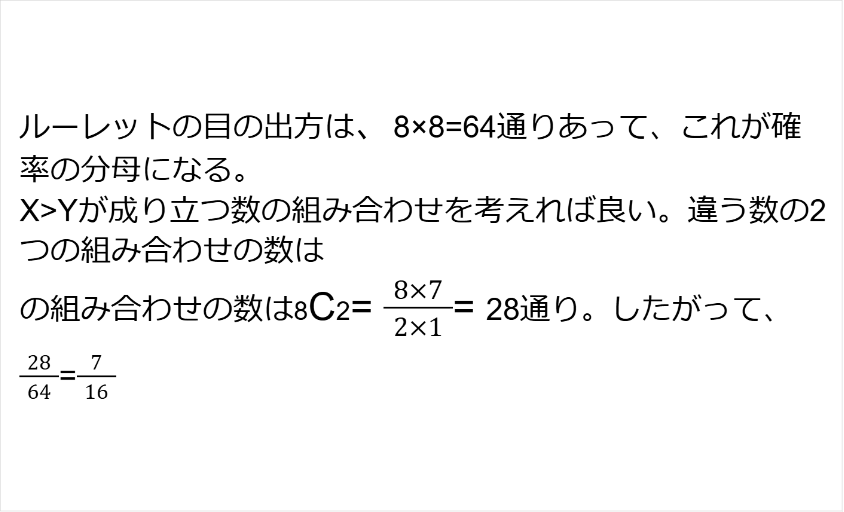 ルーレットの目の出方は、 8×8=64通りあって、これが確
率の分母になる。
X>Yが成り立つ数の組み合わせを考えれば良い。違う数の2
つの組み合わせの数は
の組み合わせの数は₈C₂= 8×7/2×1 = 28通り。したがって、
28/64=7/16